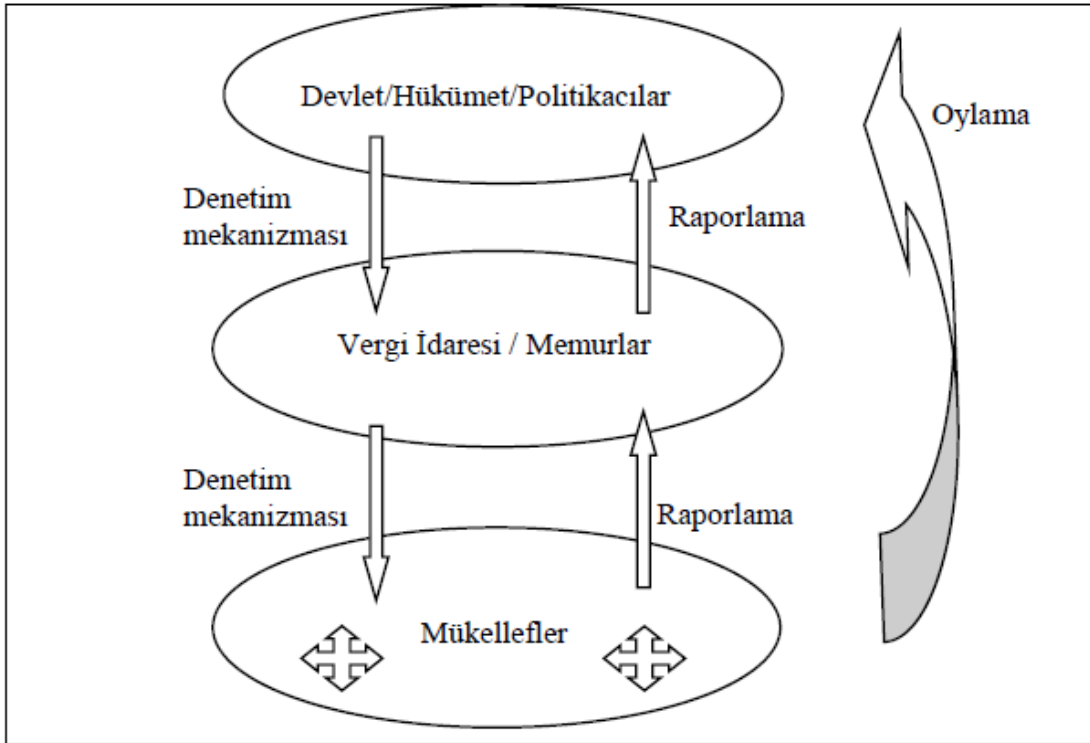 Devlet/Hükümet/Politikacılar
Oylama
Denetim
mekanizması
Raporlama
Vergi İdaresi / Memurlar
Denetim
mekanizması
Raporlama
Mükellefler